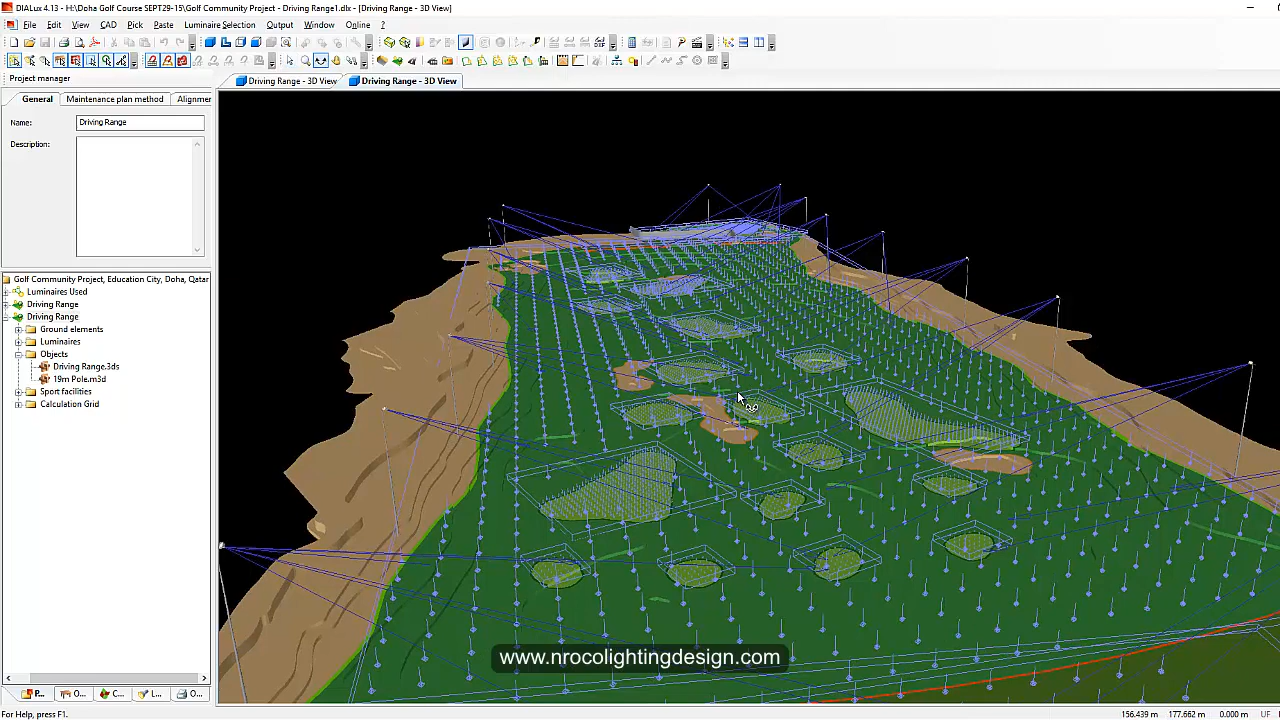 DIALux 4.13 - H:\Doha Golf Course SEPT29-15\Golf Community Project - Driving Range1.dlx - [Driving Range - 3D View]
File Edit View CAD Pick Paste Luminaire Selection Output Window Online ?
Project manager
Driving Range - 3D View
Driving Range - 3D View
General Maintenance plan method Alignmer
Name: Driving Range
Description:
Golf Community Project, Education City, Doha, Qatar
Luminaires Used
Driving Range
Driving Range
Ground elements
Luminaires
Objects
Driving Range.3ds
19m Pole.m3d
Sport facilities
Calculation Grid
www.nrocolightingdesign.com
P... O... C... L... O...
For Help, press F1.
156.439 m 177.662 m 0.000 m UF